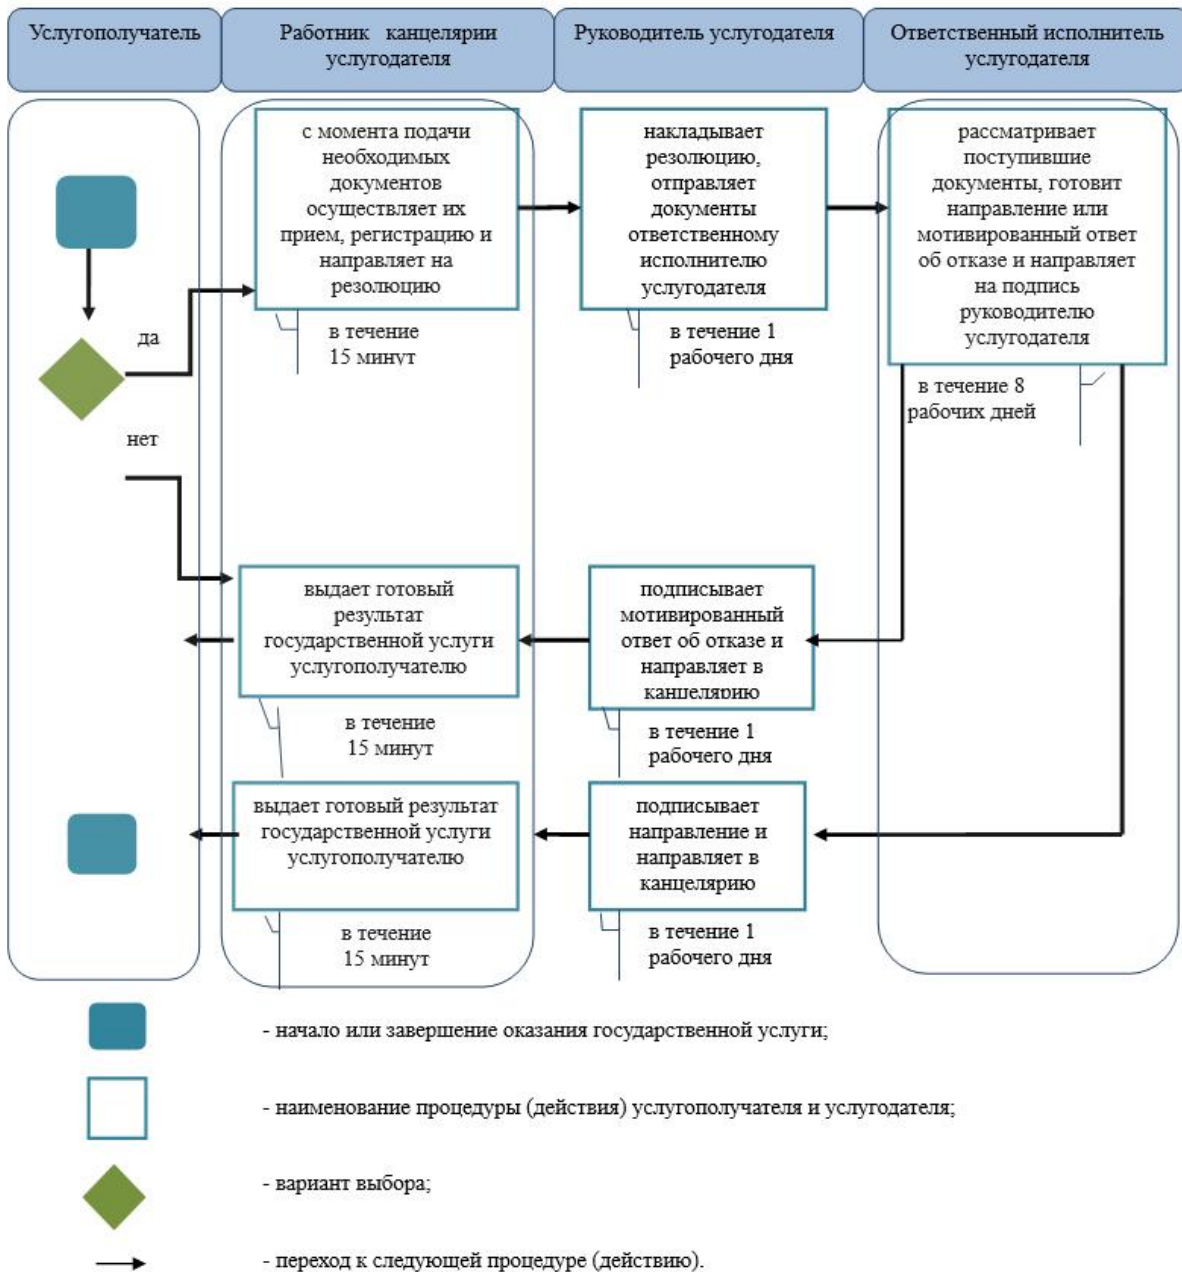 Услугополучатель
Работник канцелярии
услугодателя
Руководитель услугодателя
Ответственный исполнитель
услугодателя
с момента подачи
необходимых
документов
осуществляет их
прием, регистрацию и
направляет на
резолюцию
накладывает
резолюцию,
отправляет
документы
ответственному
исполнителю
услугодателя
рассматривает
поступившие
документы, готовит
направление или
мотивированный ответ
об отказе и направляет
на подпись
руководителю
услугодателя
да
в течение
15 минут
в течение 1
рабочего дня
в течение 8
рабочих дней
нет
выдает готовый
результат
государственной услуги
услугополучателю
подписывает
мотивированный
ответ об отказе и
направляет в
канцелярию
в течение
15 минут
в течение 1
рабочего дня
выдает готовый результат
государственной услуги
услугополучателю
подписывает
направление и
направляет в
канцелярию
в течение
15 минут
в течение 1
рабочего дня
- начало или завершение оказания государственной услуги;
- наименование процедуры (действия) услугополучателя и услугодателя;
- вариант выбора;
- переход к следующей процедуре (действию).